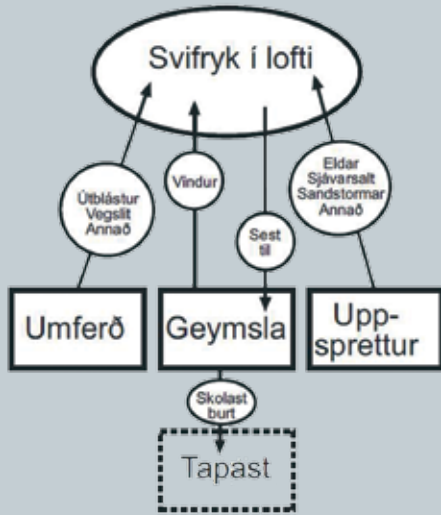 Svifryk í lofti
Útblástur
Vegslit
Annað
Vindur
Sest
til
Eldar
Sjávarsalt
Sandstormar
Annað
Umferð
Geymsla
Upp-
sprettur
Skolast
burt
Tapast